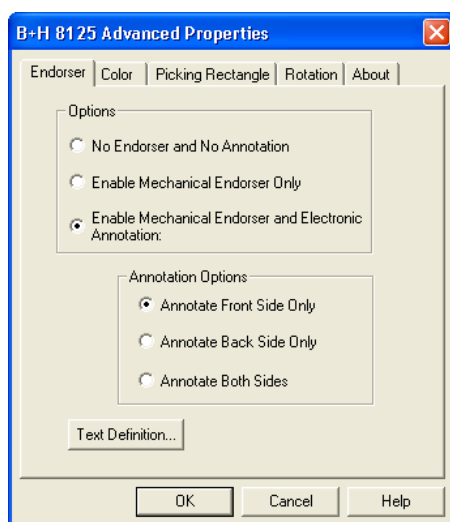 B+H 8125 Advanced Properties
Endorser Color Picking Rectangle Rotation About
Options
No Endorser and No Annotation
Enable Mechanical Endorser Only
Enable Mechanical Endorser and Electronic
Annotation:
Annotation Options
Annotate Front Side Only
Annotate Back Side Only
Annotate Both Sides
Text Definition...
OK Cancel Help